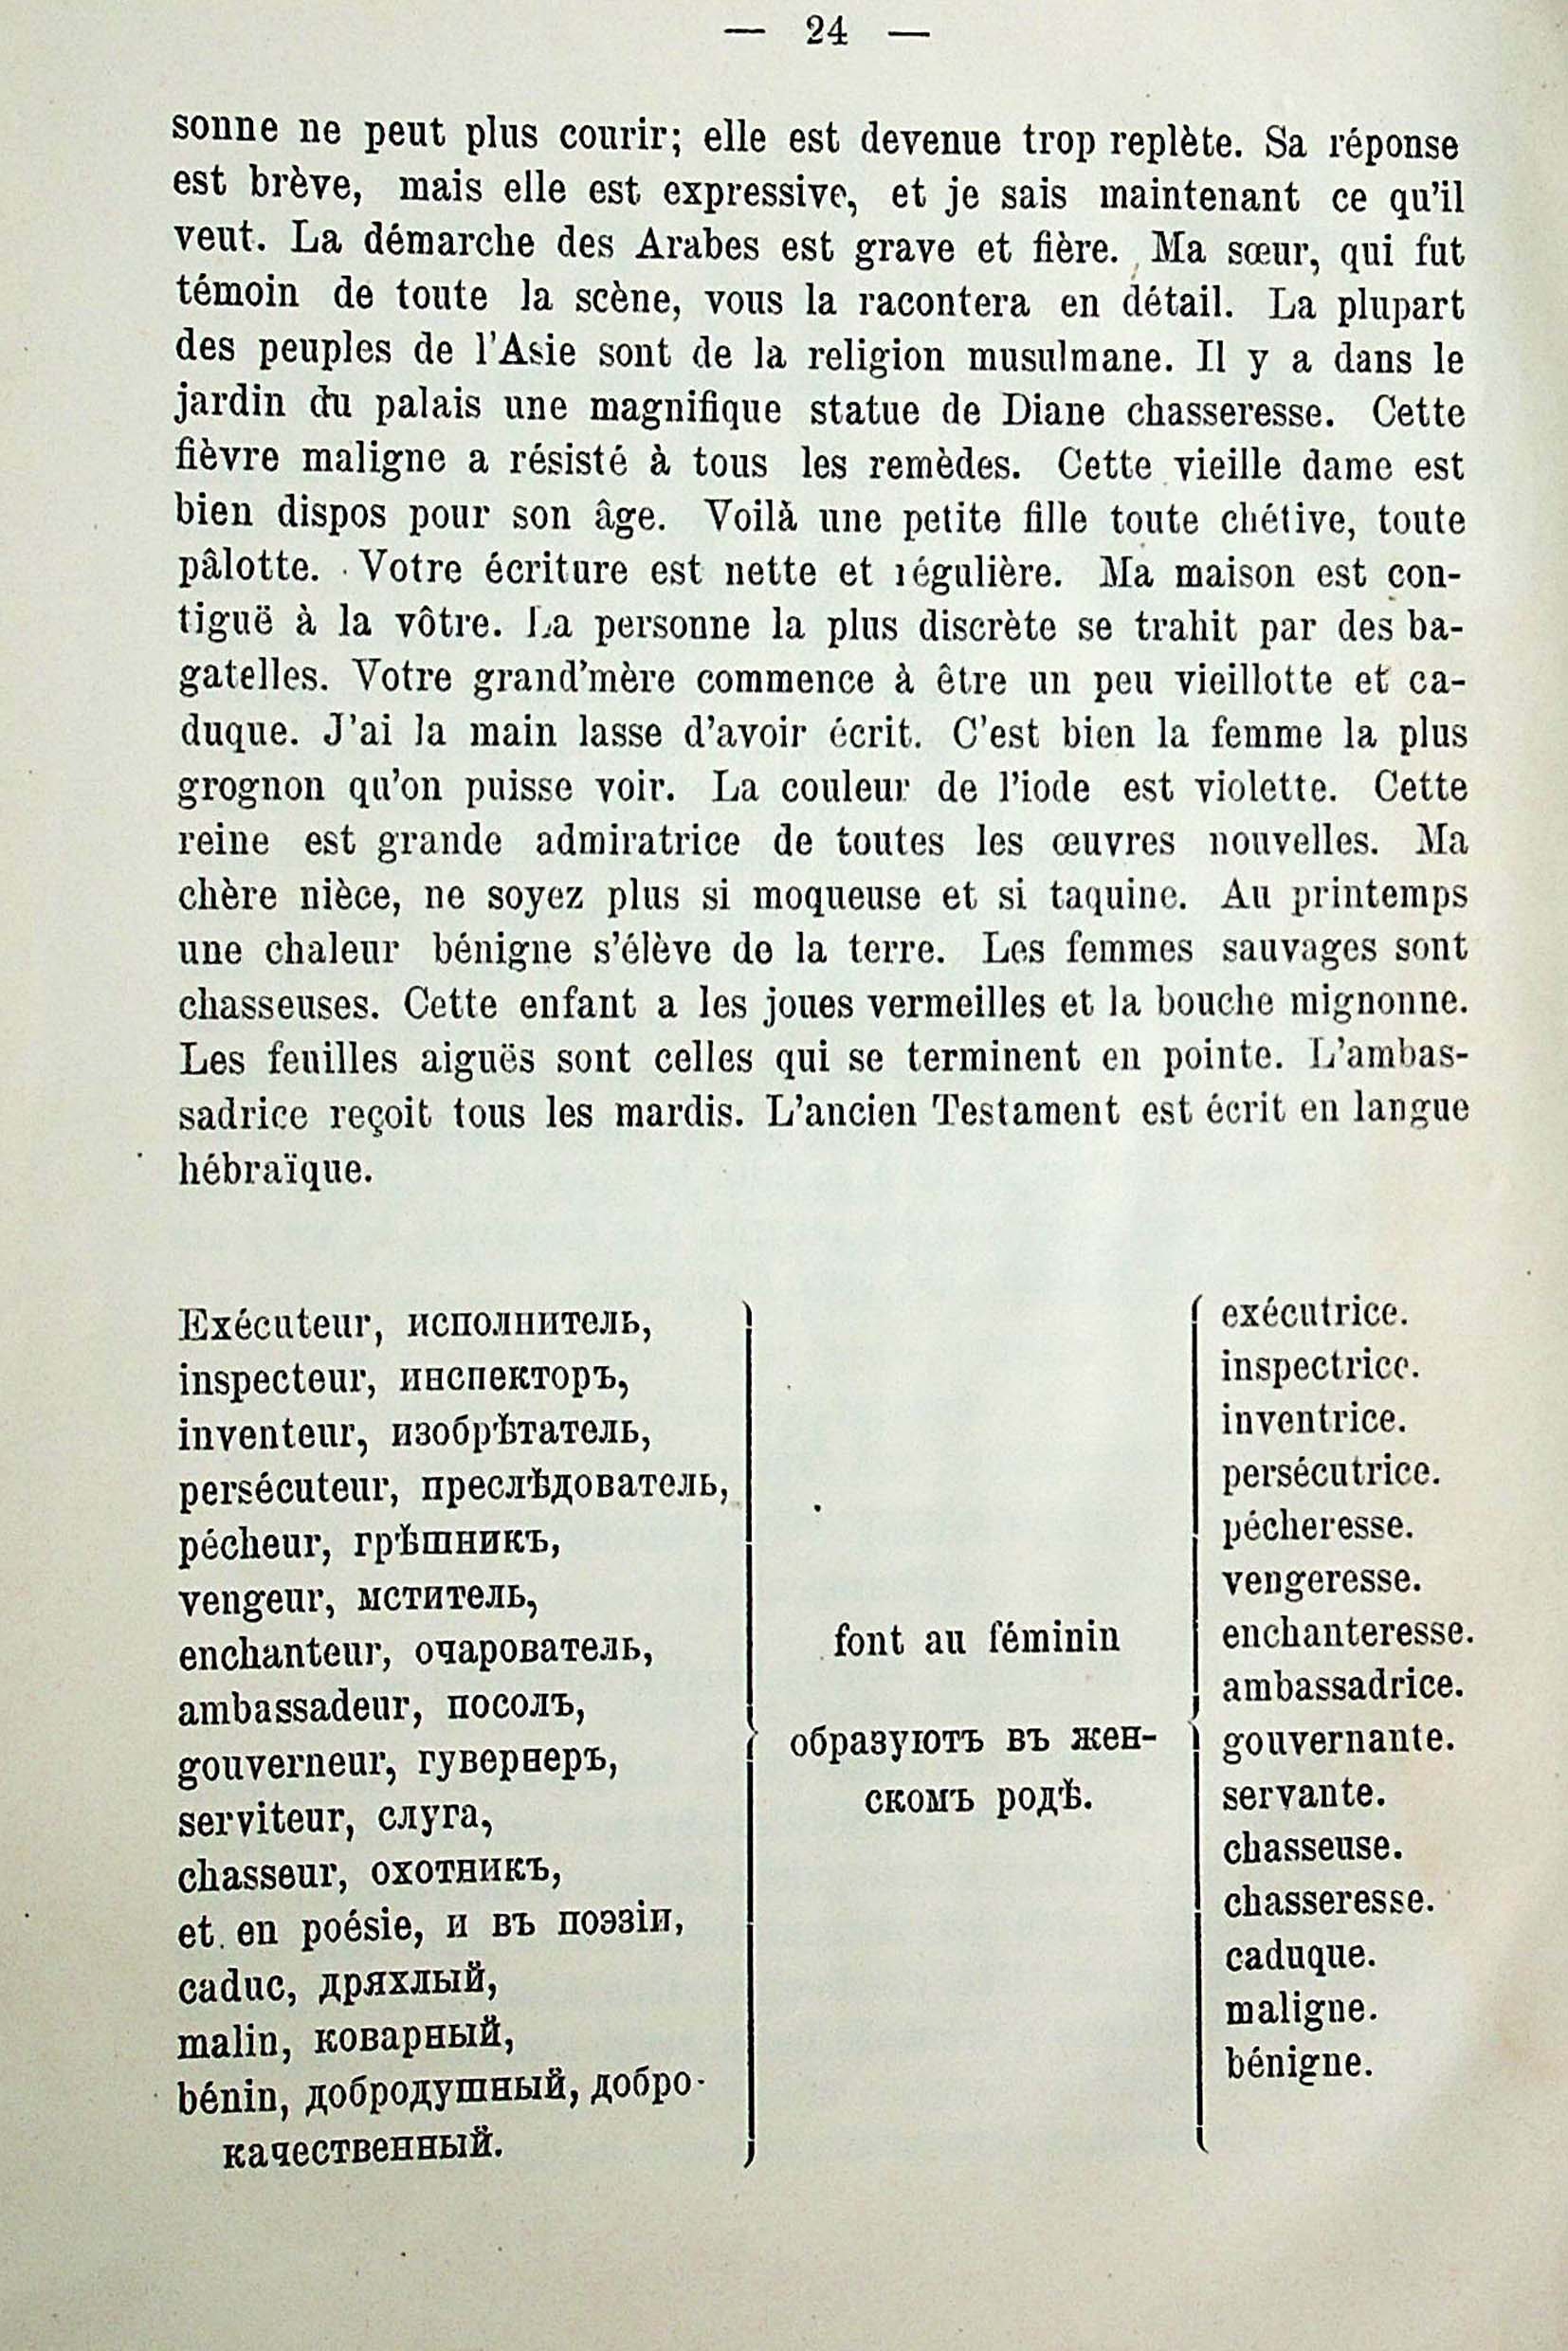 — 24 —
sonne ne peut plus courir; elle est devenue trop replète. Sa réponse
est brève, mais elle est expressive, et je sais maintenant ce qu'il
veut. La démarche des Arabes est grave et fière. Ma sœur, qui fut
témoin de toute la scène, vous la racontera en détail. La plupart
des peuples de l'Asie sont de la religion musulmane. Il y a dans le
jardin du palais une magnifique statue de Diane chasseresse. Cette
fièvre maligne a résisté à tous les remèdes. Cette vieille dame est
bien dispos pour son âge. Voilà une petite fille toute chétive, toute
pâlotte. Votre écriture est nette et régulière. Ma maison est con-
tiguë à la vôtre. La personne la plus discrète se trahit par des ba-
gatelles. Votre grand'mère commence à être un peu vieillotte et ca-
duque. J'ai la main lasse d'avoir écrit. C'est bien la femme la plus
grognon qu'on puisse voir. La couleur de l'iode est violette. Cette
reine est grande admiratrice de toutes les œuvres nouvelles. Ma
chère nièce, ne soyez plus si moqueuse et si taquine. Au printemps
une chaleur bénigne s'élève de la terre. Les femmes sauvages sont
chasseuses. Cette enfant a les joues vermeilles et la bouche mignonne.
Les feuilles aiguës sont celles qui se terminent en pointe. L'ambas-
sadrice reçoit tous les mardis. L'ancien Testament est écrit en langue
hébraïque.
Exécuteur, исполнитель,
inspecteur, инспекторъ,
inventeur, изобрѣтатель,
persécuteur, преслѣдователь,
pécheur, грѣшникъ,
vengeur, мститель,
enchanteur, очарователь,
ambassadeur, посолъ,
gouverneur, гувернеръ,
serviteur, слуга,
chasseur, охотникъ,
et en poésie, и въ поэзіи,
caduc, дряхлый,
malin, коварный,
bénin, добродушный, добро-
качественный.
font au féminin
образуютъ въ жен-
скомъ родѣ.
exécutrice.
inspectrice.
inventrice.
persécutrice.
pécheresse.
vengeresse.
enchanteresse.
ambassadrice.
gouvernante.
servante.
chasseuse.
chasseresse.
caduque.
maligne.
bénigne.